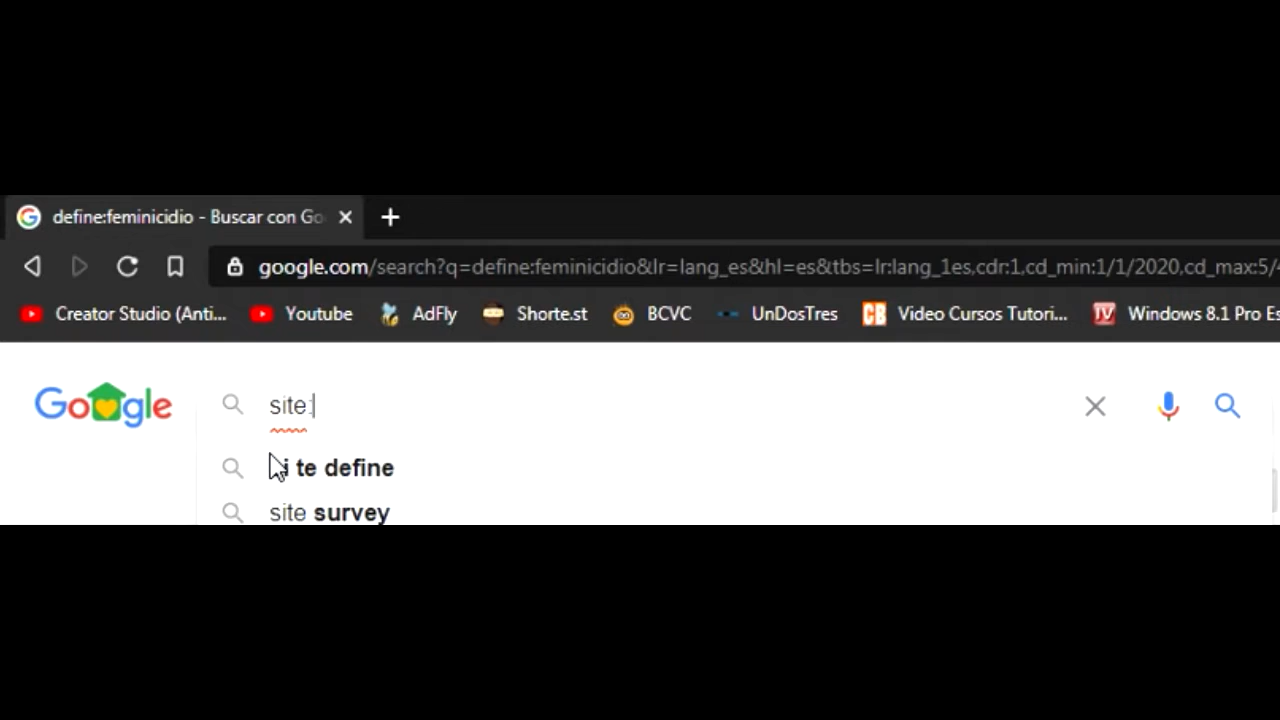 define:feminicidio - Buscar con Go
google.com/search?q=define:feminicidio&lr=lang_es&hl=es&tbs=lr:lang_1es,cdr:1,cd_min:1/1/2020,cd_max:5/
Creator Studio (Anti... Youtube AdFly Shorte.st BCVC UnDosTres Video Cursos Tutori... Windows 8.1 Pro Es
Google site:
i te define
site survey